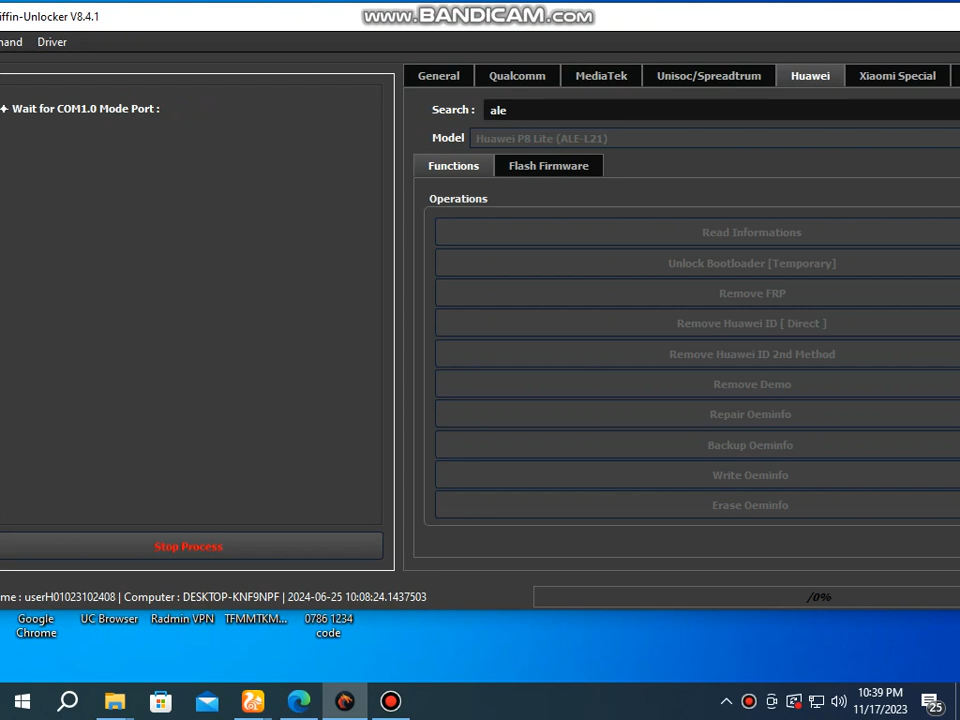 iffin-Unlocker V8.4.1
www.BANDICAM.com
nand Driver
General Qualcomm MediaTek Unisoc/Spreadtrum Huawei Xiaomi Special
Wait for COM1.0 Mode Port :
Search : ale
Model Huawei P8 Lite (ALE-L21)
Functions Flash Firmware
Operations
Read Informations
Unlock Bootloader [Temporary]
Remove FRP
Remove Huawei ID [ Direct ]
Remove Huawei ID 2nd Method
Remove Demo
Repair Oeminfo
Backup Oeminfo
Write Oeminfo
Erase Oeminfo
Stop Process
me : userH01023102408 | Computer : DESKTOP-KNF9NPF | 2024-06-25 10:08:24.1437503
/0%
Google Chrome
UC Browser
Radmin VPN
TFMMTKM...
0786 1234 code
10:39 PM
11/17/2023
25